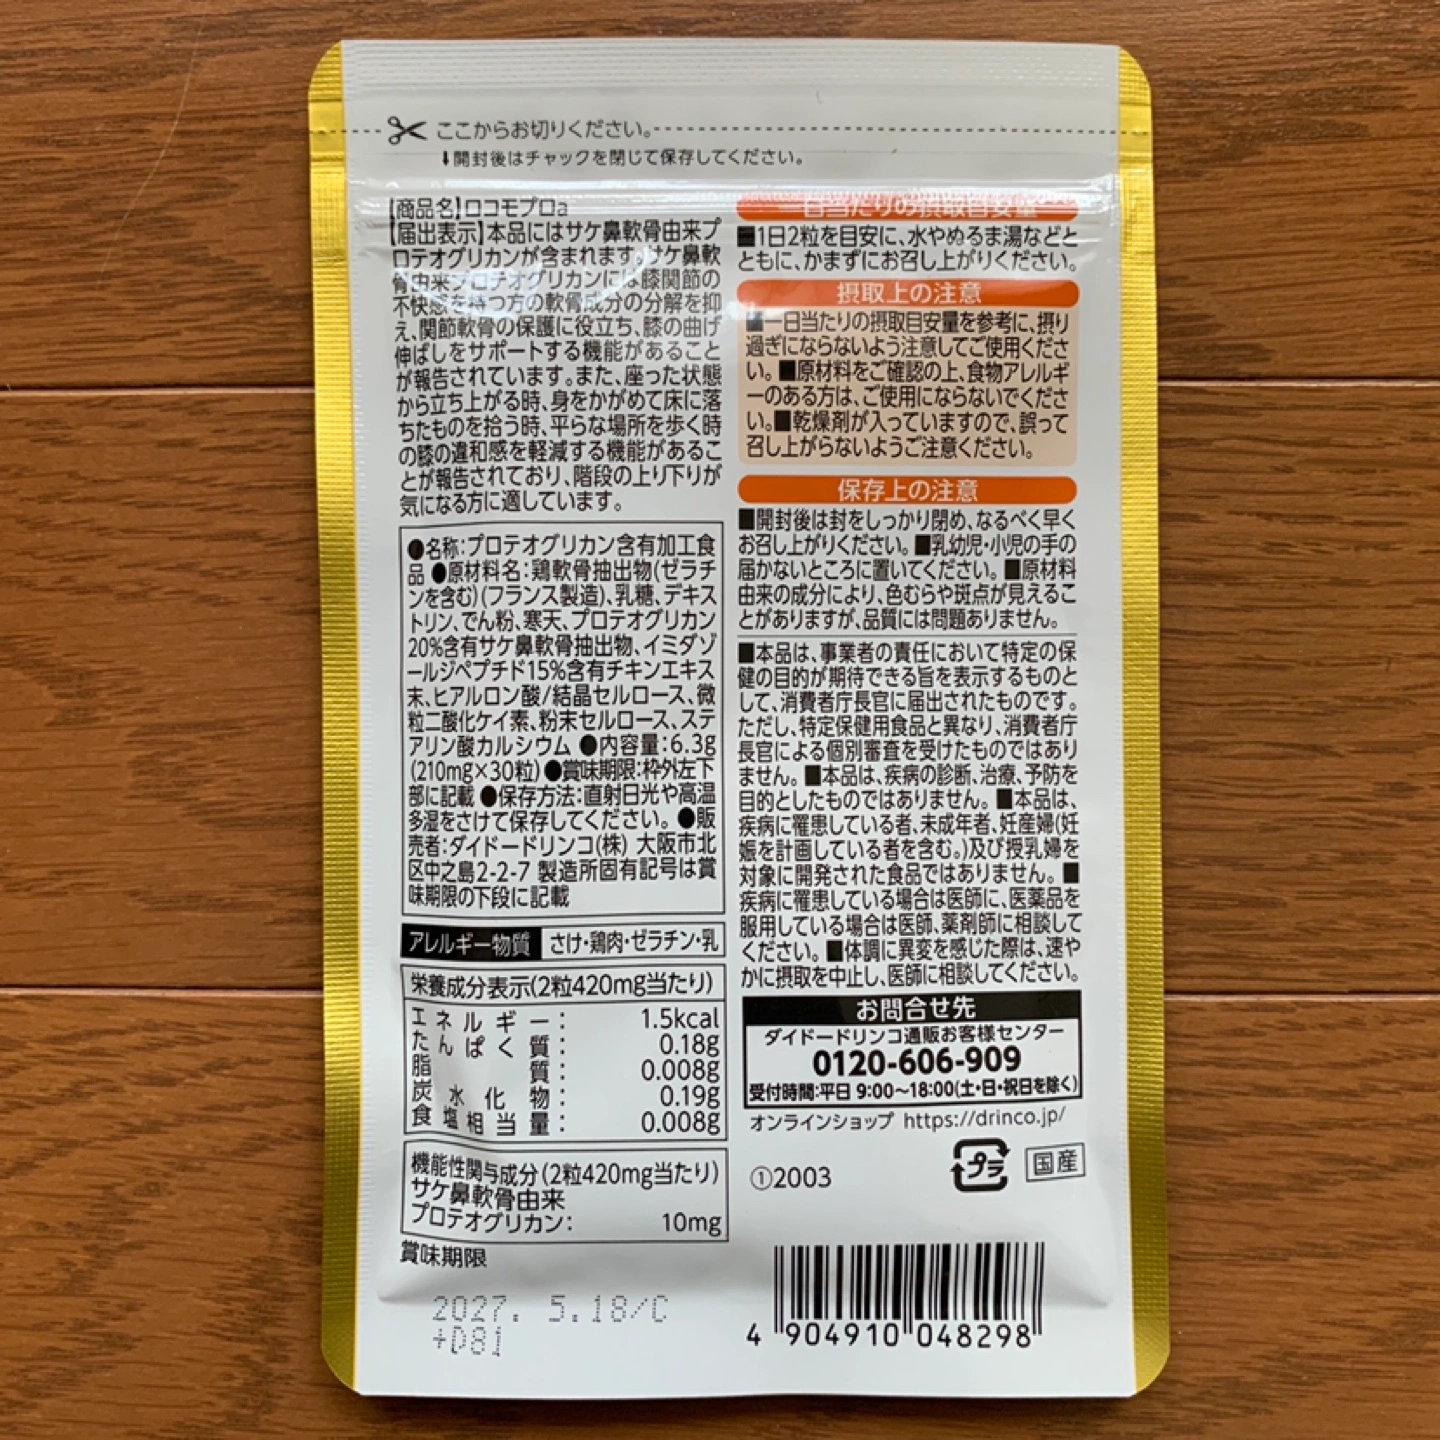 ここからお切りください。
⬇開封後はチャックを閉じて保存してください。
【商品名】ロコモプロa
【届出表示】本品にはサケ鼻軟骨由来プ
ロテオグリカンが含まれます。サケ鼻軟
骨由来プロテオグリカンには膝関節の
不快感を持つ方の軟骨成分の分解を抑
え、関節軟骨の保護に役立ち、膝の曲げ
伸ばしをサポートする機能があること
が報告されています。また、座った状態
から立ち上がる時、身をかがめて床に落
ちたものを拾う時、平らな場所を歩く時
の膝の違和感を軽減する機能があるこ
とが報告されており、階段の上り下りが
気になる方に適しています。
●名称：プロテオグリカン含有加工食
品 ●原材料名：鶏軟骨抽出物(ゼラチ
ンを含む)(フランス製造)、乳糖、デキス
トリン、でん粉、寒天、プロテオグリカン
20%含有サケ鼻軟骨抽出物、イミダゾ
ールジペプチド15%含有チキンエキス
末、ヒアルロン酸/結晶セルロース、微
粒二酸化ケイ素、粉末セルロース、ステ
アリン酸カルシウム ●内容量：6.3g
(210mg×30粒)●賞味期限：枠外左下
部に記載 ●保存方法：直射日光や高温
多湿をさけて保存してください。 ●販
売者：ダイドードリンコ(株) 大阪市北
区中之島2-2-7 製造所固有記号は賞
味期限の下段に記載
アレルギー物質 さけ・鶏肉・ゼラチン・乳
栄養成分表示(2粒420mg当たり)
エネルギー： 1.5kcal
たんぱく質： 0.18g
脂質： 0.008g
炭水化物： 0.19g
食塩相当量： 0.008g
機能性関与成分(2粒420mg当たり)
サケ鼻軟骨由来
プロテオグリカン： 10mg
賞味期限
2027. 5.18/C
+D81
一日当たりの摂取目安量
■1日2粒を目安に、水やぬるま湯などと
ともに、かまずにお召し上がりください。
摂取上の注意
■一日当たりの摂取目安量を参考に、摂り
過ぎにならないよう注意してご使用くださ
い。■原材料をご確認の上、食物アレルギ
ーのある方は、ご使用にならないでくださ
い。■乾燥剤が入っていますので、誤って
召し上がらないようご注意ください。
保存上の注意
■開封後は封をしっかり閉め、なるべく早く
お召し上がりください。■乳幼児・小児の手の
届かないところに置いてください。■原材料
由来の成分により、色むらや斑点が見えるこ
とがありますが、品質には問題ありません。
■本品は、事業者の責任において特定の保
健の目的が期待できる旨を表示するものと
して、消費者庁長官に届出されたものです。
ただし、特定保健用食品と異なり、消費者庁
長官による個別審査を受けたものではあり
ません。■本品は、疾病の診断、治療、予防を
目的としたものではありません。■本品は、
疾病に罹患している者、未成年者、妊産婦(妊
娠を計画している者を含む。)及び授乳婦を
対象に開発された食品ではありません。■
疾病に罹患している場合は医師に、医薬品を
服用している場合は医師、薬剤師に相談して
ください。■体調に異変を感じた際は、速や
かに摂取を中止し、医師に相談してください。
お問合せ先
ダイドードリンコ通販お客様センター
0120-606-909
受付時間：平日 9:00～18:00(土・日・祝日を除く)
オンラインショップ https://drinco.jp/
①2003
プラ
国産
4 904910 048298